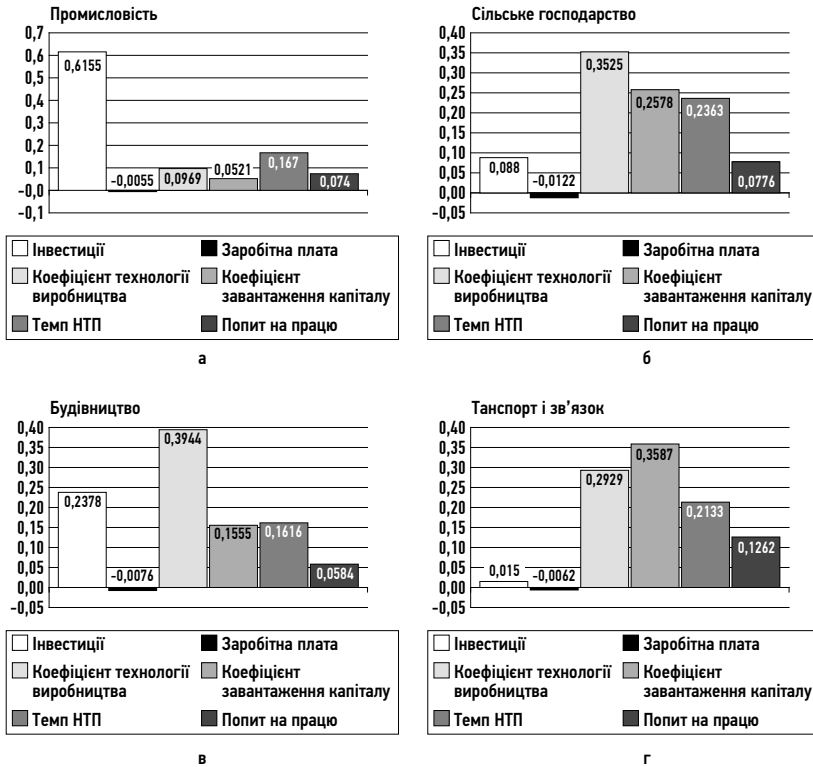 Промисловість
0,7
0,6
0,5
0,4
0,3
0,2
0,1
-0,0
-0,1
0,6155
-0,0055
0,0969
0,0521
0,167
0,074
Інвестиції
Заробітна плата
Коефіцієнт технології виробництва
Коефіцієнт завантаження капіталу
Темп НТП
Попит на працю
а
Сільське господарство
0,40
0,35
0,30
0,25
0,20
0,15
0,10
0,05
0,00
-0,05
0,088
-0,0122
0,3525
0,2578
0,2363
0,0776
Інвестиції
Заробітна плата
Коефіцієнт технології виробництва
Коефіцієнт завантаження капіталу
Темп НТП
Попит на працю
б
Будівництво
0,40
0,35
0,30
0,25
0,20
0,15
0,10
0,05
0,00
-0,05
0,2378
-0,0076
0,3944
0,1555
0,1616
0,0584
Інвестиції
Заробітна плата
Коефіцієнт технології виробництва
Коефіцієнт завантаження капіталу
Темп НТП
Попит на працю
в
Танспорт і зв’язок
0,40
0,35
0,30
0,25
0,20
0,15
0,10
0,05
0,00
-0,05
0,015
-0,0062
0,2929
0,3587
0,2133
0,1262
Інвестиції
Заробітна плата
Коефіцієнт технології виробництва
Коефіцієнт завантаження капіталу
Темп НТП
Попит на працю
г